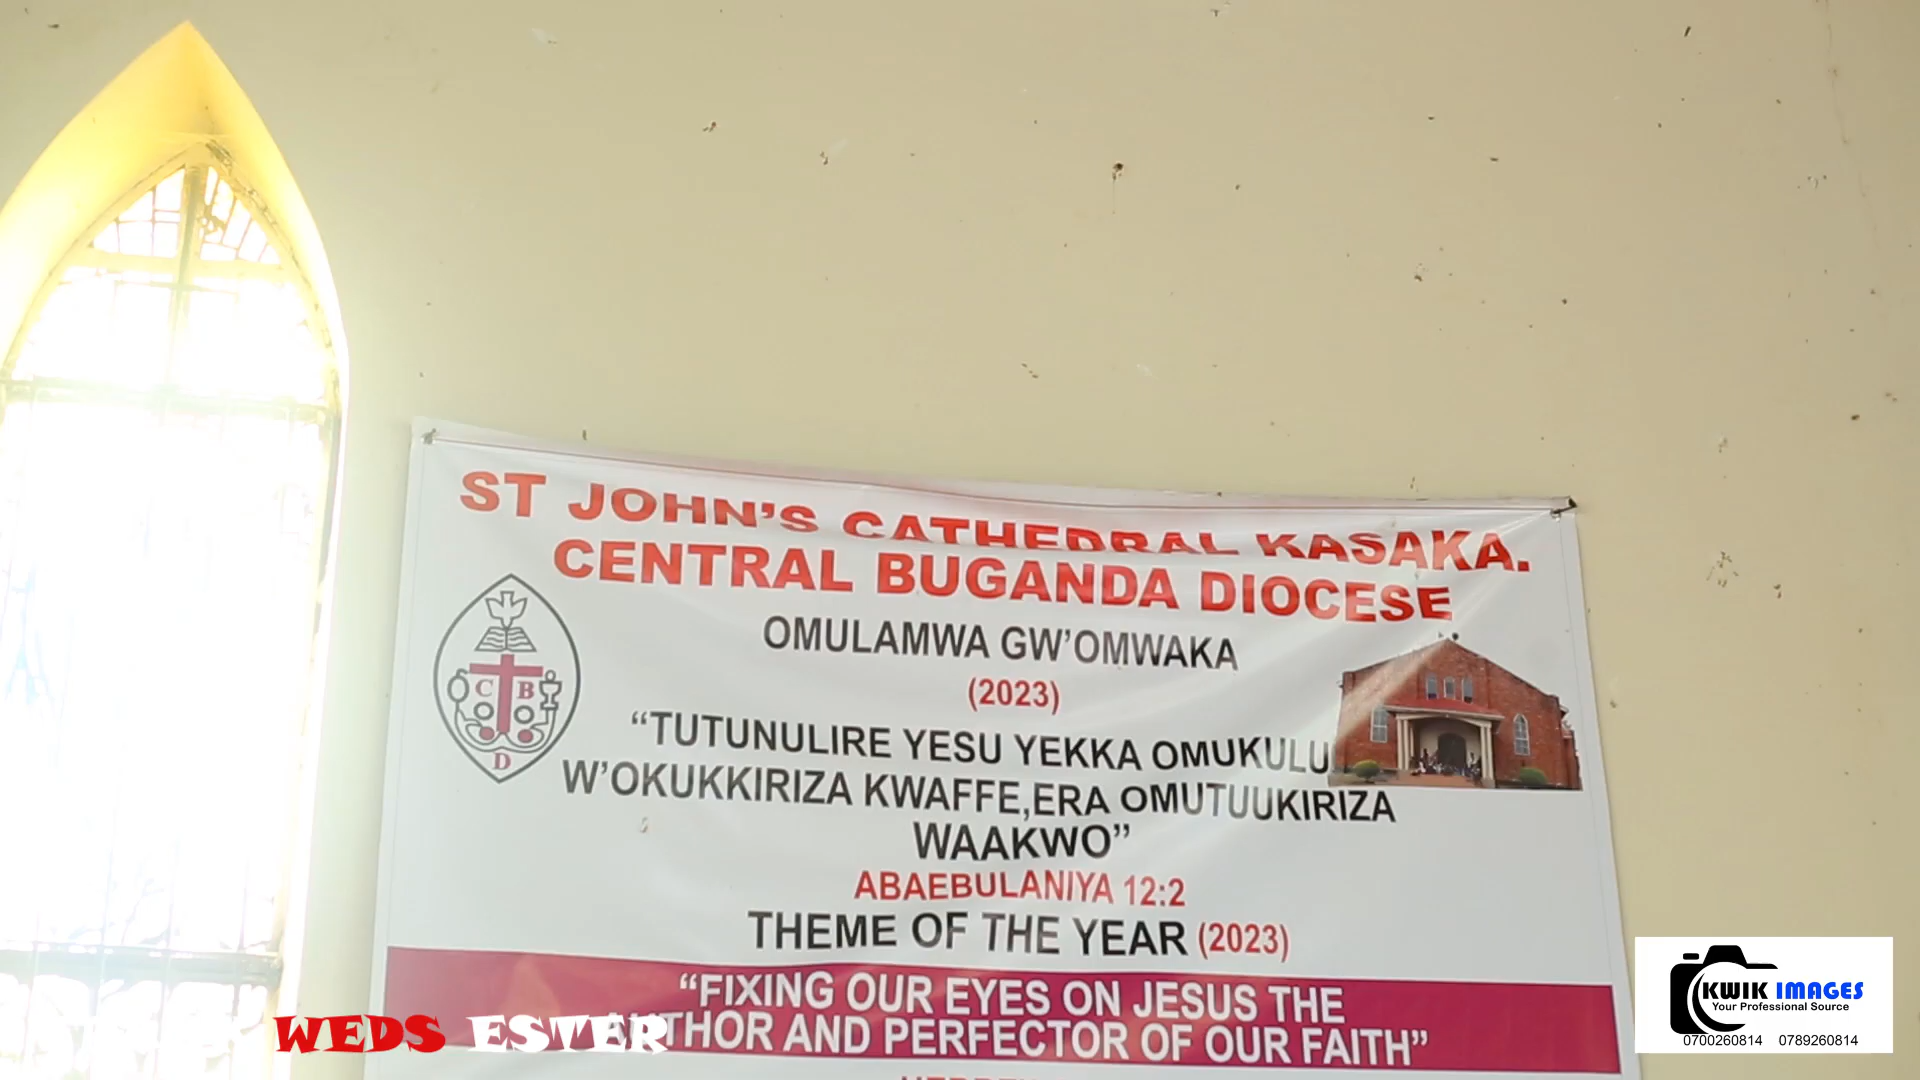 ST JOHN'S CATHEDRAL KASAKA.
CENTRAL BUGANDA DIOCESE
OMULAMWA GW'OMWAKA
(2023)
"TUTUNULIRE YESU YEKKA OMUKULU
W'OKUKKIRIZA KWAFFE,ERA OMUTUUKIRIZA
WAAKWO"
ABAEBULANIYA 12:2
THEME OF THE YEAR (2023)
"FIXING OUR EYES ON JESUS THE
AND PERFECTOR OF OUR FAITH"
C B
D
WEDS ESTER
KWIK IMAGES
Your Professional Source
0700260814 0789260814